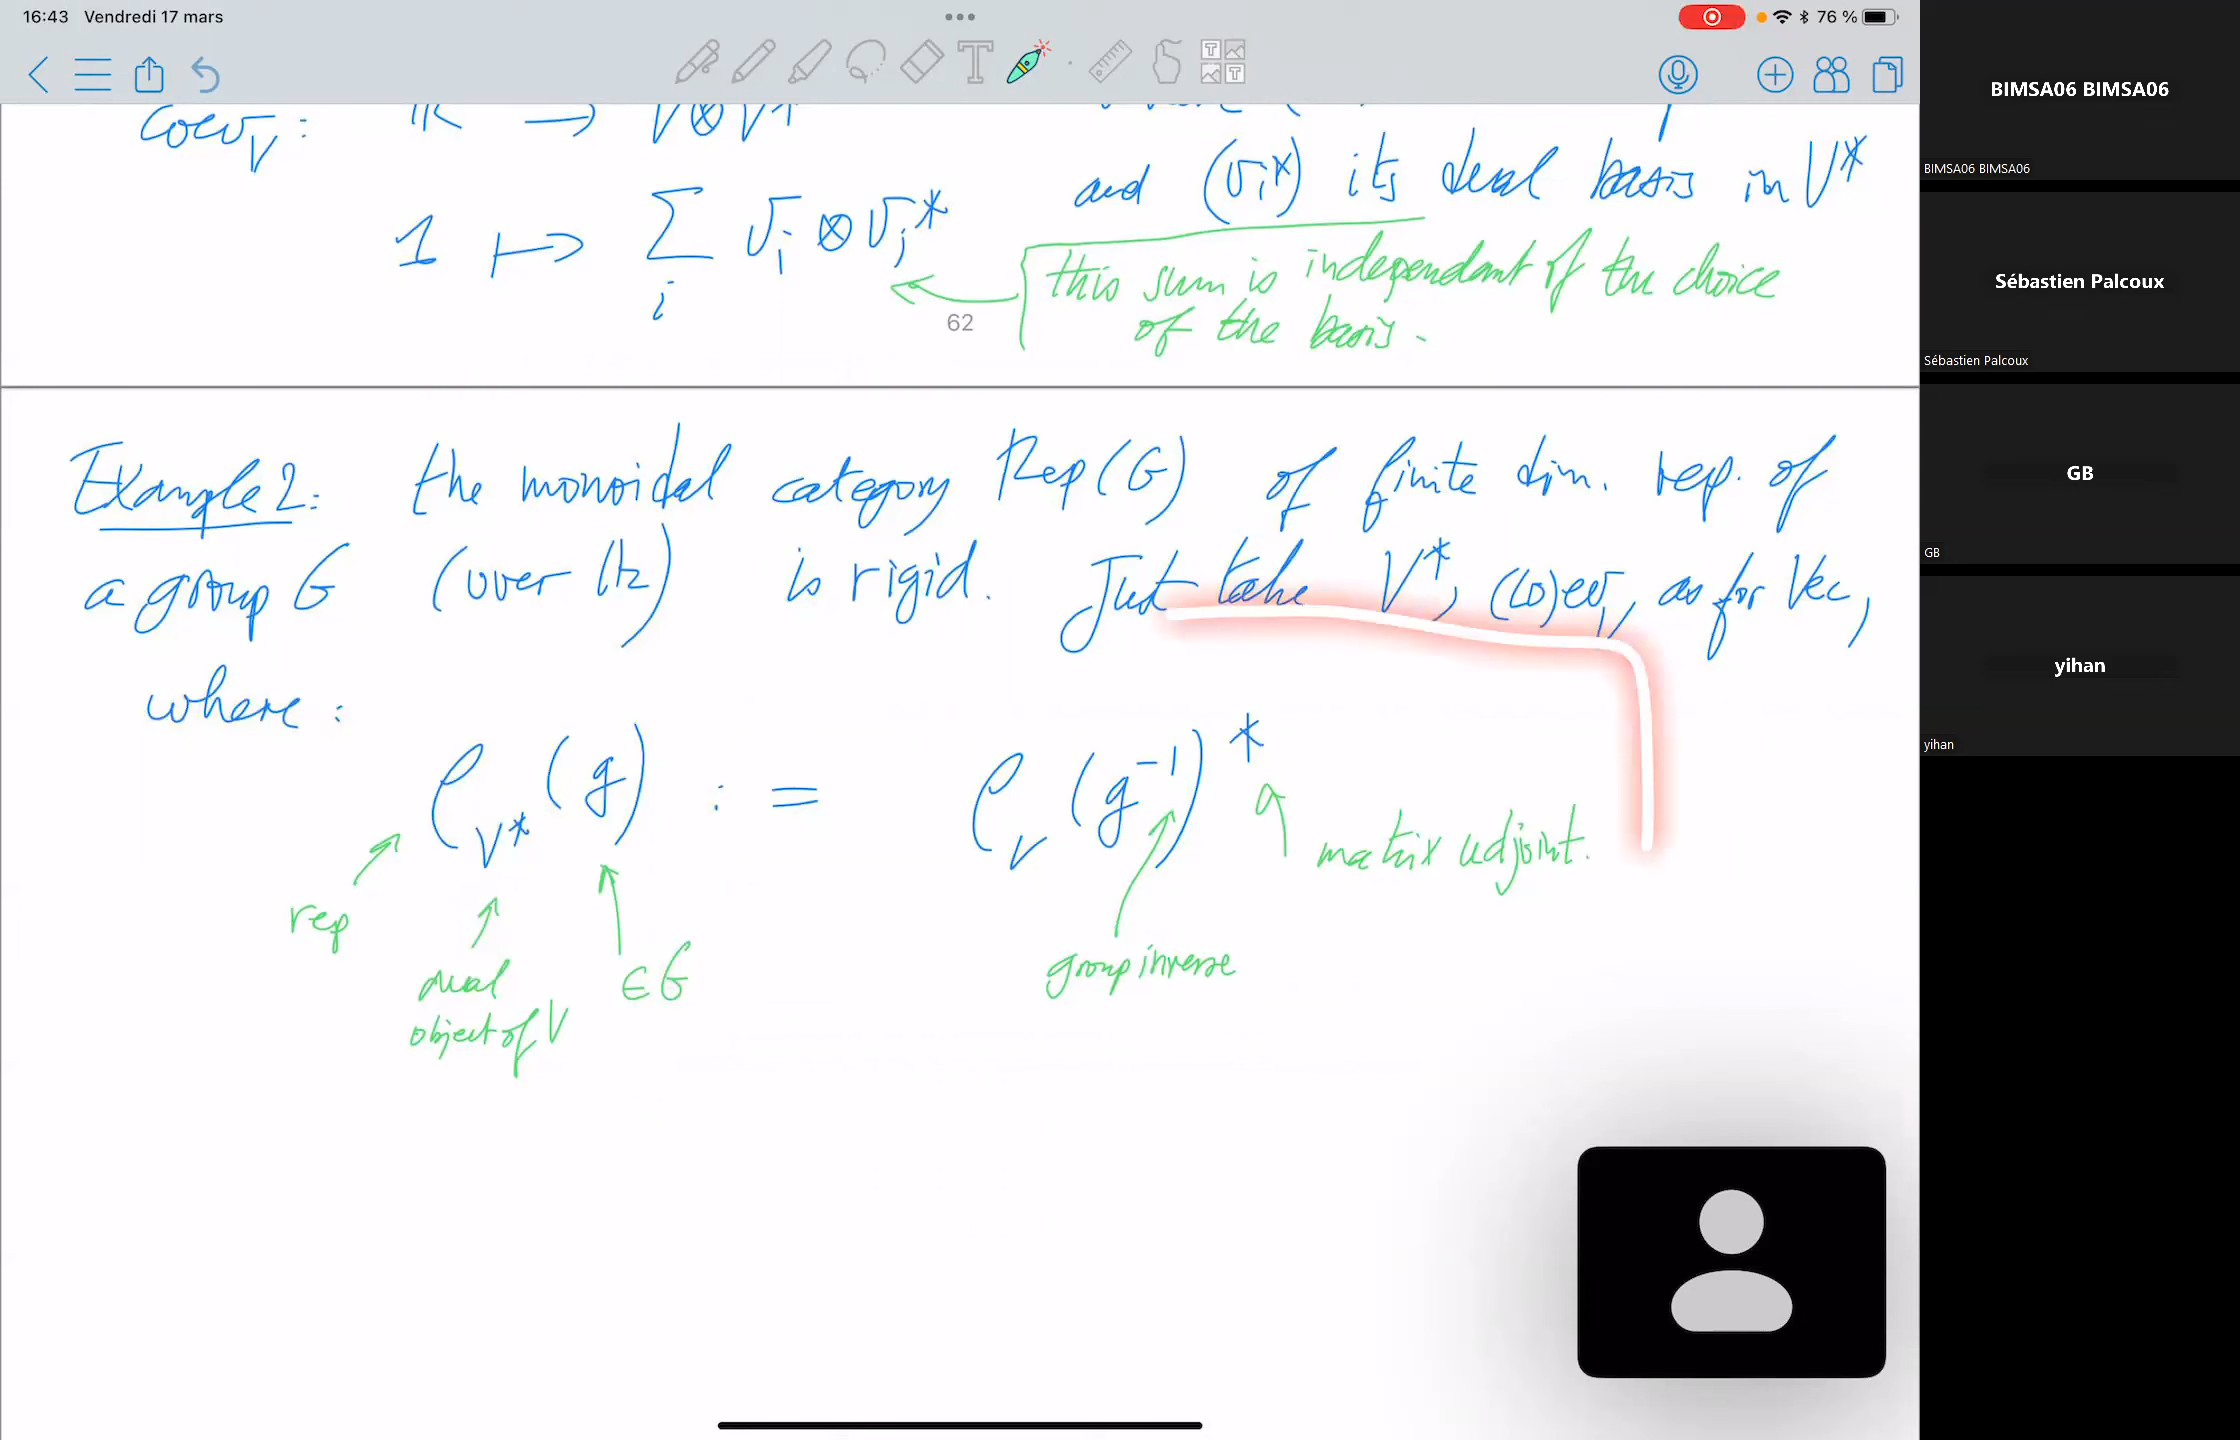 16:43 Vendredi 17 mars
76 %
coev_V : 𝕜 → V⊗V*
and (v_i*) its dual basis in V*
1 ↦ ∑_i v_i ⊗ v_i*
this sum is independant of the choice
of the basis.
62
Example 2: the monoidal category Rep(G) of finite dim. rep. of
a group G (over 𝕜) is rigid. Just take V*, (co)ev, as for Vec,
where :
ρ_{V*}(g) := ρ_V(g⁻¹)*
matrix adjoint.
rep
dual
object of V
∈ G
group inverse
BIMSA06 BIMSA06
BIMSA06 BIMSA06
Sébastien Palcoux
Sébastien Palcoux
GB
GB
yihan
yihan